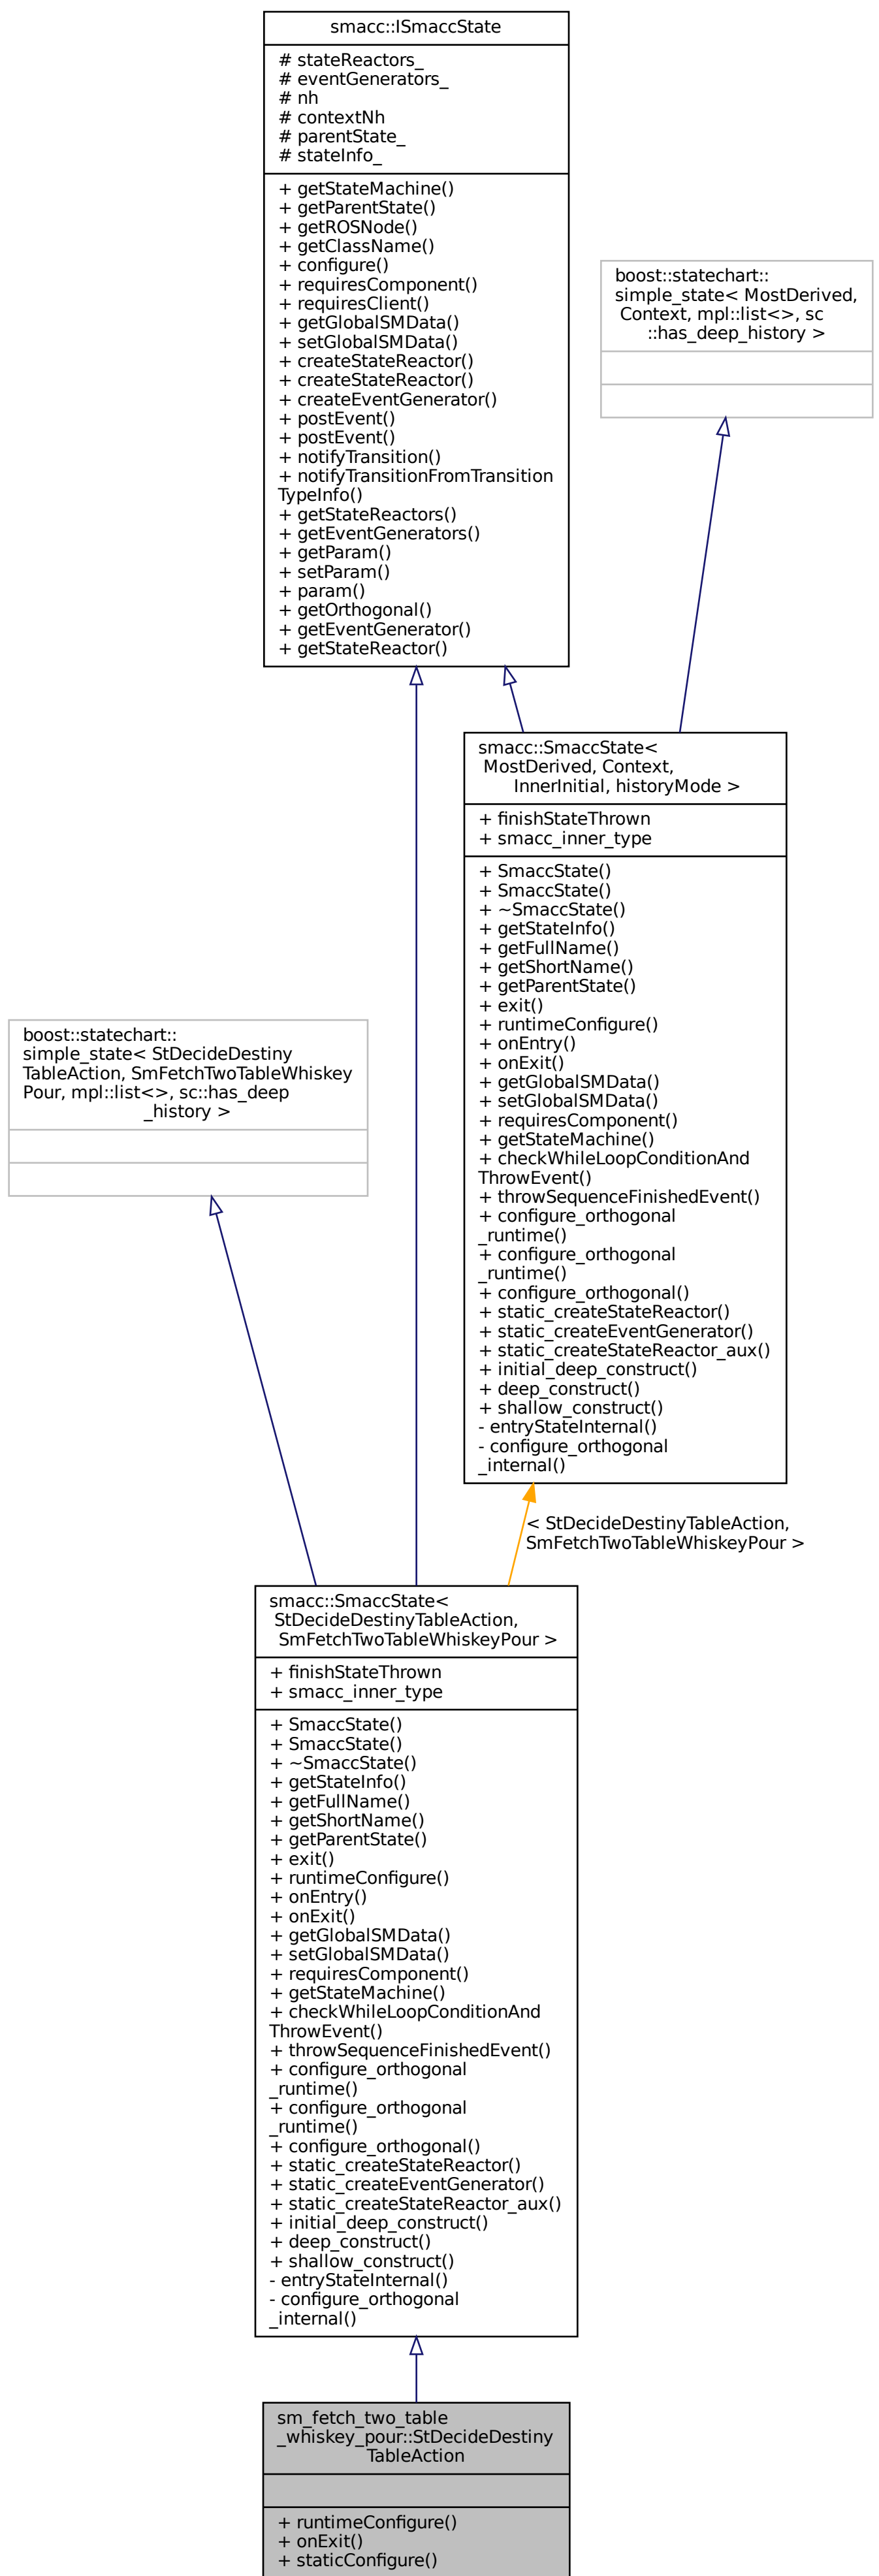 smacc::ISmaccState
# stateReactors_
# eventGenerators_
# nh
# contextNh
# parentState_
# stateInfo_
+ getStateMachine()
+ getParentState()
+ getROSNode()
+ getClassName()
+ configure()
+ requiresComponent()
+ requiresClient()
+ getGlobalSMData()
+ setGlobalSMData()
+ createStateReactor()
+ createStateReactor()
+ createEventGenerator()
+ postEvent()
+ postEvent()
+ notifyTransition()
+ notifyTransitionFromTransition
TypeInfo()
+ getStateReactors()
+ getEventGenerators()
+ getParam()
+ setParam()
+ param()
+ getOrthogonal()
+ getEventGenerator()
+ getStateReactor()
boost::statechart::
simple_state< MostDerived,
Context, mpl::list<>, sc
::has_deep_history >
smacc::SmaccState<
MostDerived, Context,
InnerInitial, historyMode >
+ finishStateThrown
+ smacc_inner_type
+ SmaccState()
+ SmaccState()
+ ~SmaccState()
+ getStateInfo()
+ getFullName()
+ getShortName()
+ getParentState()
+ exit()
+ runtimeConfigure()
+ onEntry()
+ onExit()
+ getGlobalSMData()
+ setGlobalSMData()
+ requiresComponent()
+ getStateMachine()
+ checkWhileLoopConditionAnd
ThrowEvent()
+ throwSequenceFinishedEvent()
+ configure_orthogonal
_runtime()
+ configure_orthogonal
_runtime()
+ configure_orthogonal()
+ static_createStateReactor()
+ static_createEventGenerator()
+ static_createStateReactor_aux()
+ initial_deep_construct()
+ deep_construct()
+ shallow_construct()
- entryStateInternal()
- configure_orthogonal
_internal()
boost::statechart::
simple_state< StDecideDestiny
TableAction, SmFetchTwoTableWhiskey
Pour, mpl::list<>, sc::has_deep
_history >
< StDecideDestinyTableAction,
SmFetchTwoTableWhiskeyPour >
smacc::SmaccState<
StDecideDestinyTableAction,
SmFetchTwoTableWhiskeyPour >
+ finishStateThrown
+ smacc_inner_type
+ SmaccState()
+ SmaccState()
+ ~SmaccState()
+ getStateInfo()
+ getFullName()
+ getShortName()
+ getParentState()
+ exit()
+ runtimeConfigure()
+ onEntry()
+ onExit()
+ getGlobalSMData()
+ setGlobalSMData()
+ requiresComponent()
+ getStateMachine()
+ checkWhileLoopConditionAnd
ThrowEvent()
+ throwSequenceFinishedEvent()
+ configure_orthogonal
_runtime()
+ configure_orthogonal
_runtime()
+ configure_orthogonal()
+ static_createStateReactor()
+ static_createEventGenerator()
+ static_createStateReactor_aux()
+ initial_deep_construct()
+ deep_construct()
+ shallow_construct()
- entryStateInternal()
- configure_orthogonal
_internal()
sm_fetch_two_table
_whiskey_pour::StDecideDestiny
TableAction
+ runtimeConfigure()
+ onExit()
+ staticConfigure()